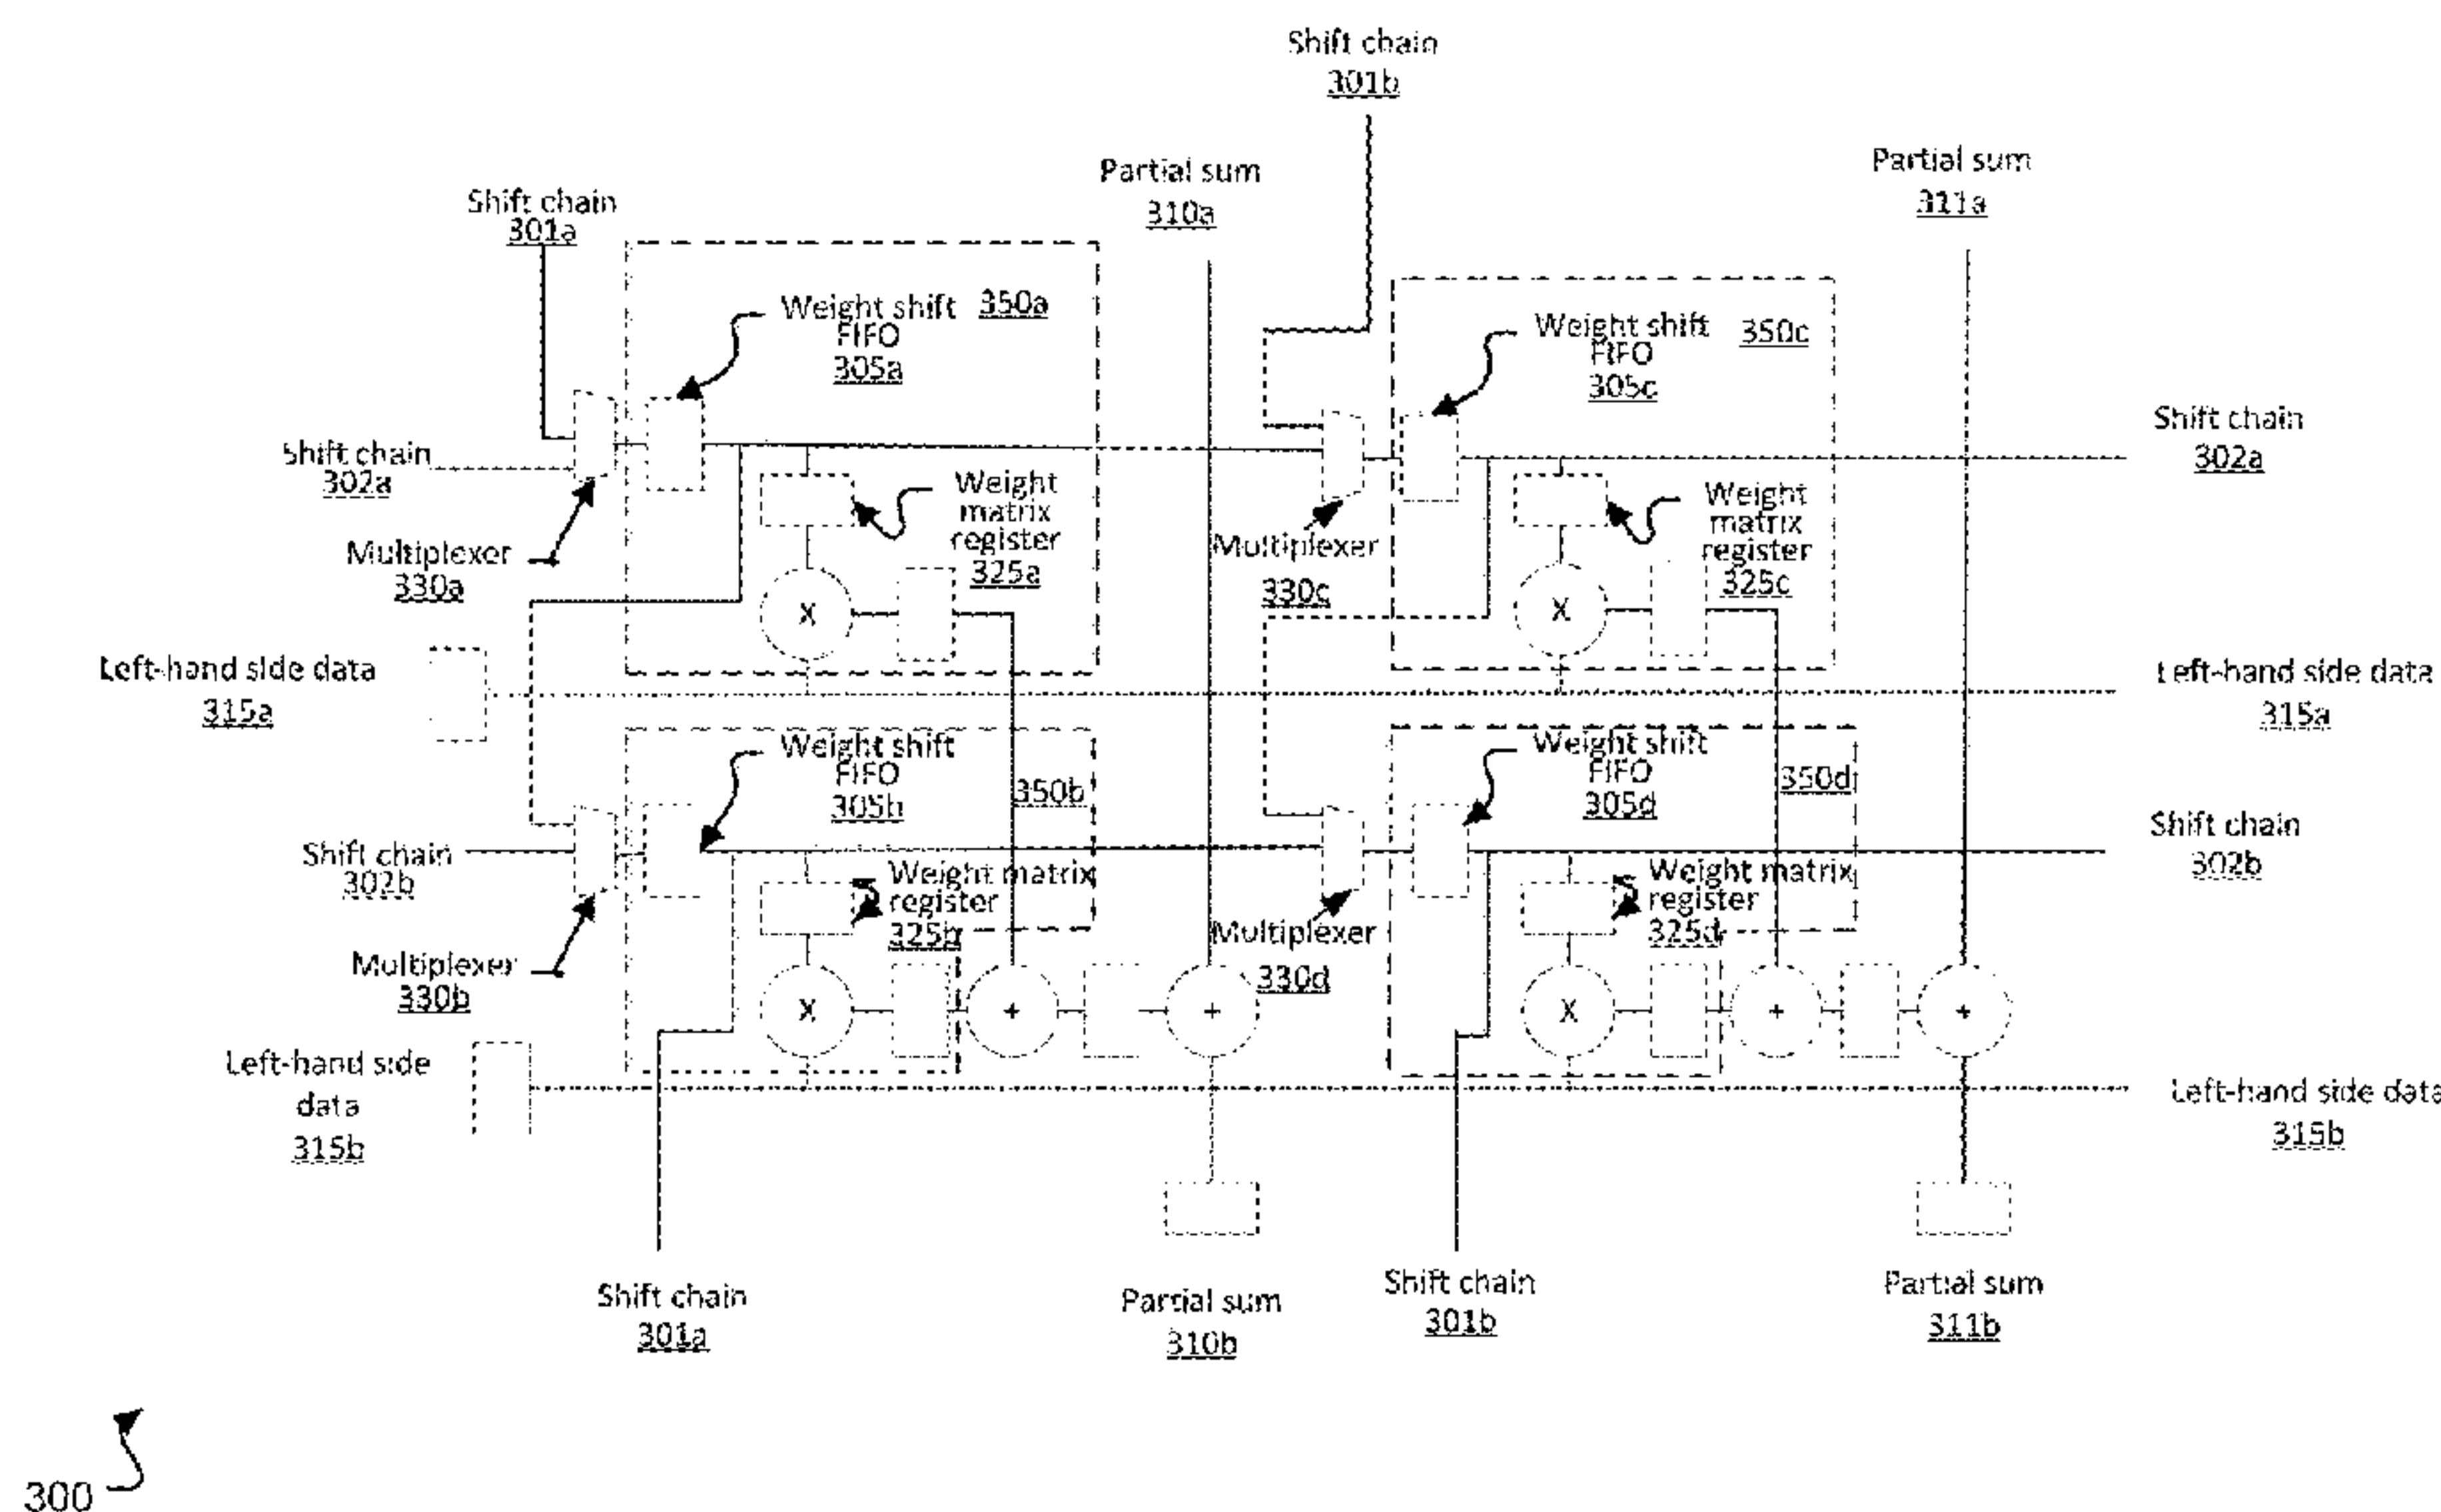 Shift chain
301b
Partial sum
310a
Partial sum
311a
Shift chain
301a
Weight shift
FIFO
305a
350a
Weight shift
FIFO
305c
350c
Shift chain
302a
Shift chain
302a
Weight
matrix
register
325a
Weight
matrix
register
325c
Multiplexer
330a
Multiplexer
330c
X
X
Left-hand side data
315a
Left-hand side data
315a
Weight shift
FIFO
305b
350b
Weight shift
FIFO
305d
350d
Shift chain
302b
Shift chain
302b
Weight matrix
register
325b
Weight matrix
register
325d
Multiplexer
330b
Multiplexer
330d
X
+
+
X
+
+
Left-hand side
data
315b
Left-hand side data
315b
Shift chain
301a
Partial sum
310b
Shift chain
301b
Partial sum
311b
300